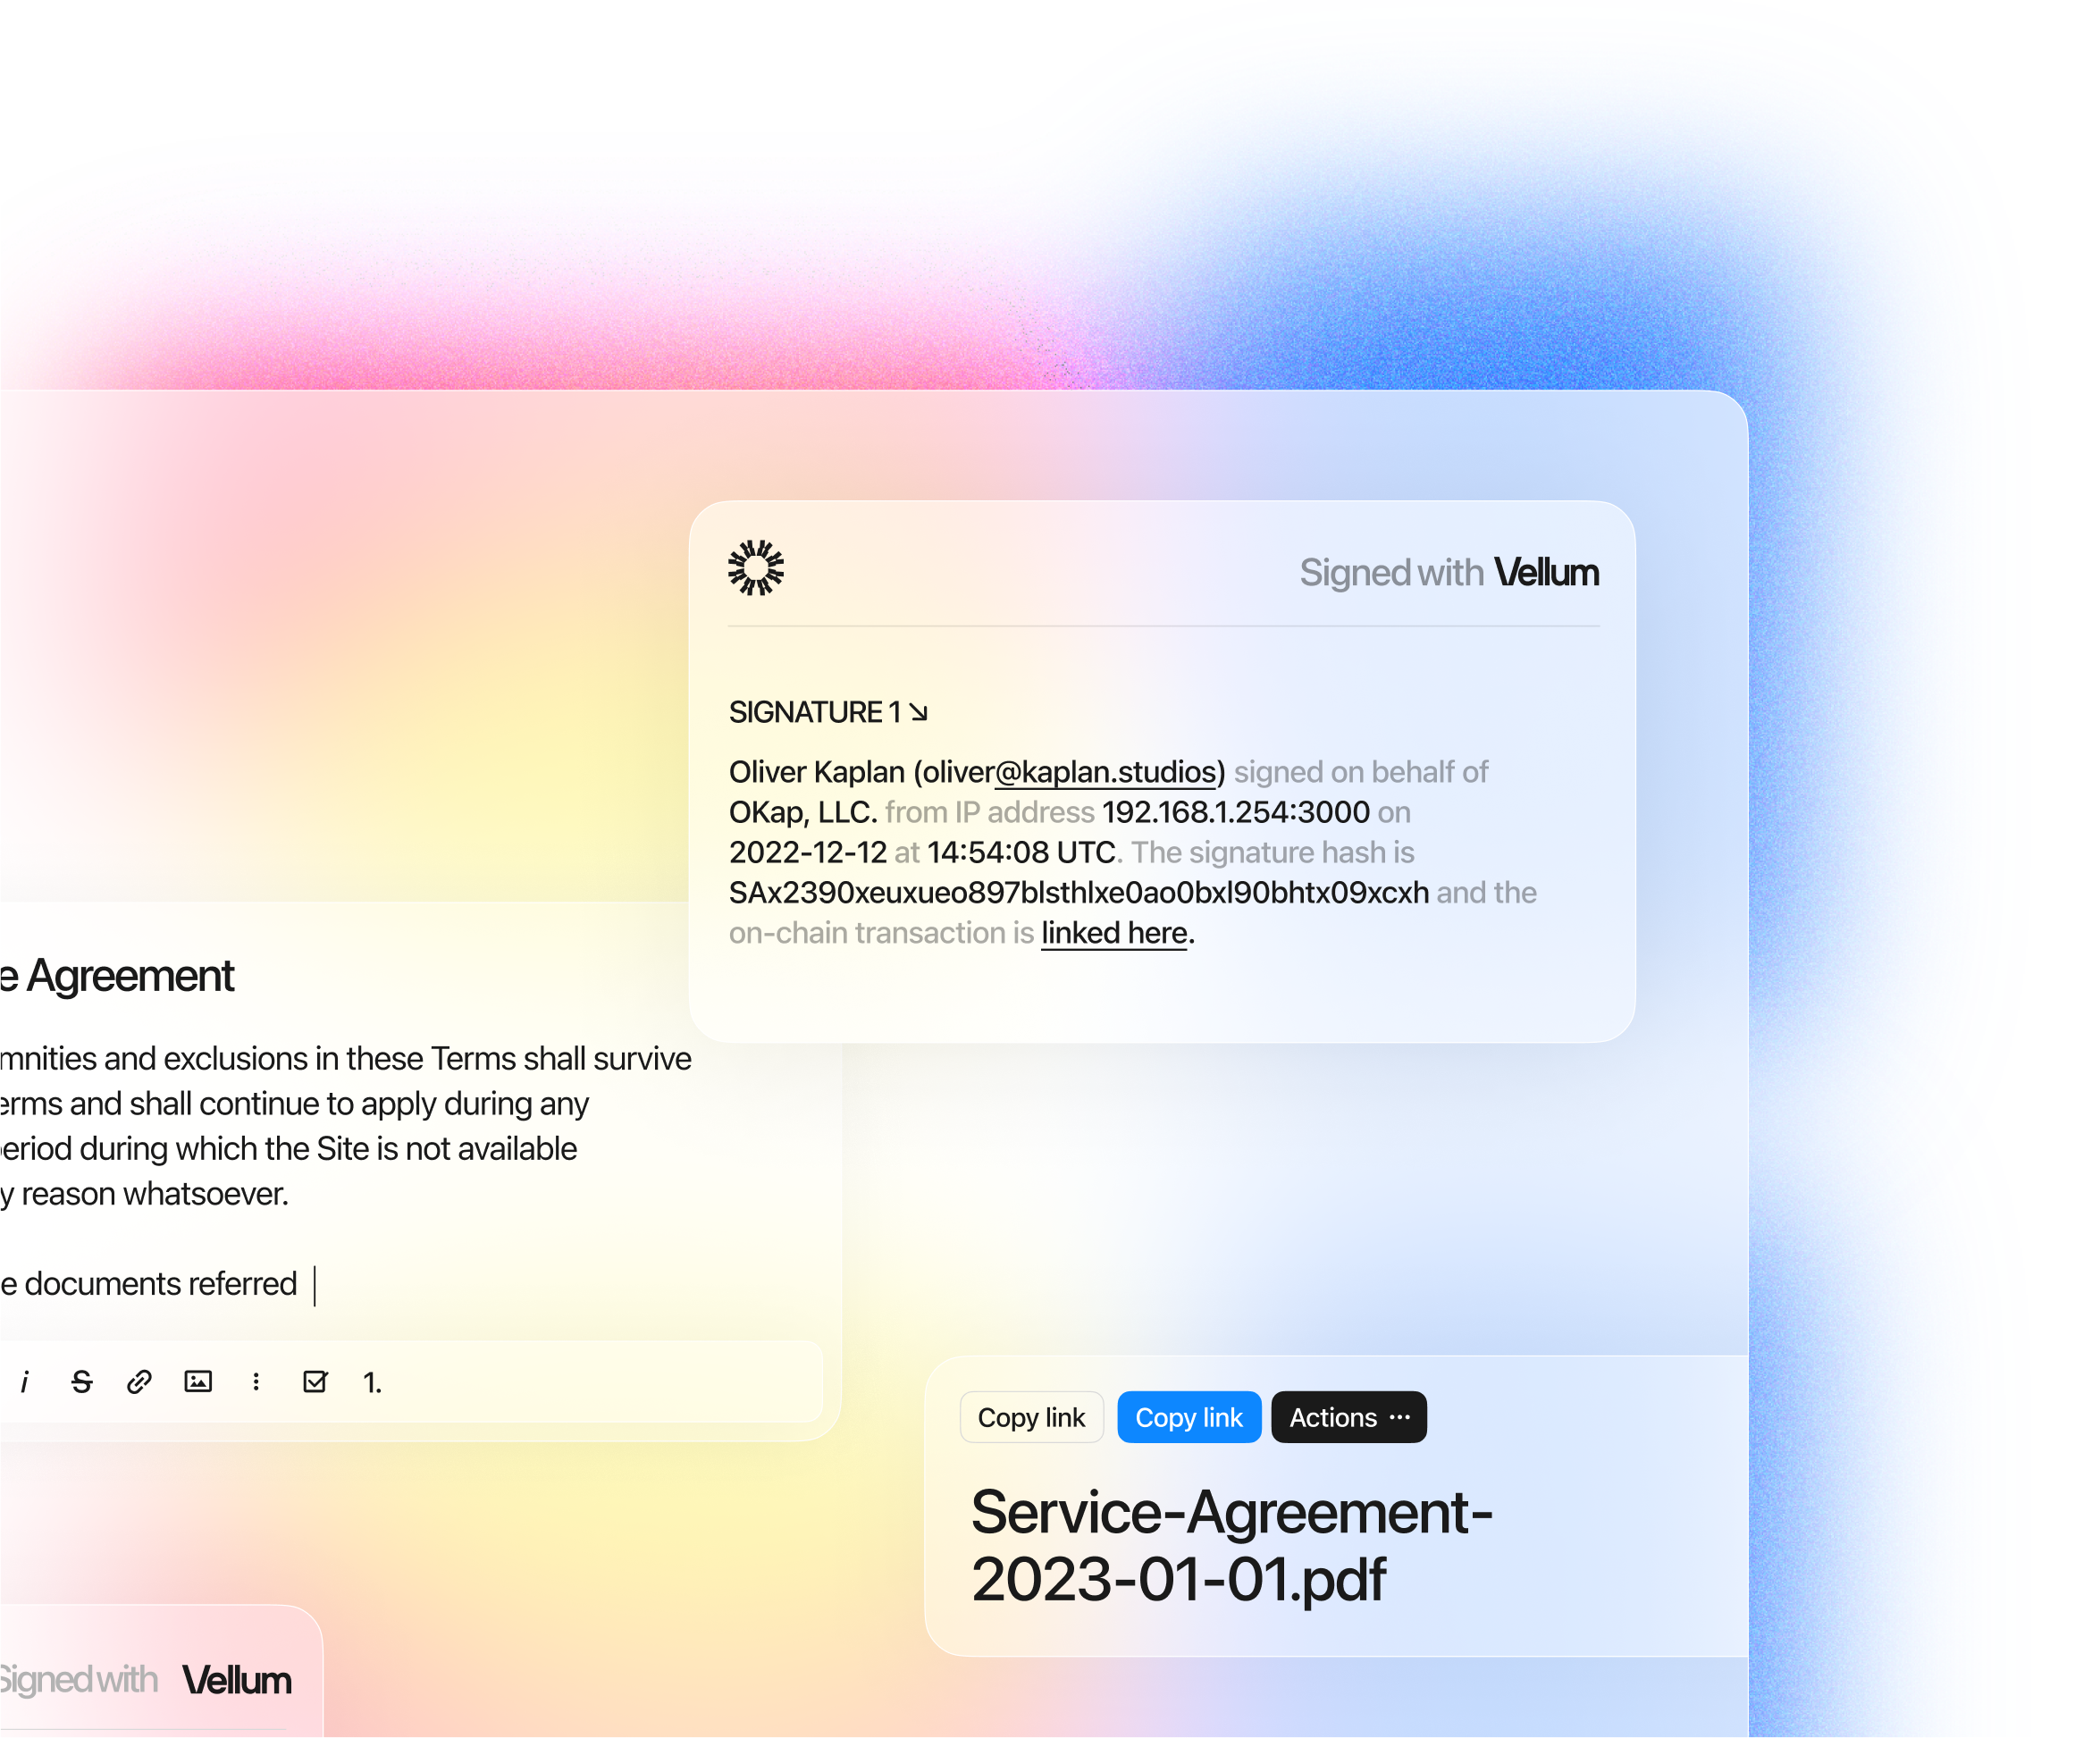 Signed with Vellum
SIGNATURE 1
Oliver Kaplan (oliver@kaplan.studios) signed on behalf of
OKap, LLC. from IP address 192.168.1.254:3000 on
2022-12-12 at 14:54:08 UTC. The signature hash is
SAx2390xeuxueo897blsthlxe0ao0bxl90bhtx09xcxh and the
on-chain transaction is linked here.
e Agreement
mnities and exclusions in these Terms shall survive
erms and shall continue to apply during any
period during which the Site is not available
y reason whatsoever.
e documents referred
i S 1.
Copy link Copy link Actions ···
Service-Agreement-
2023-01-01.pdf
Signed with Vellum